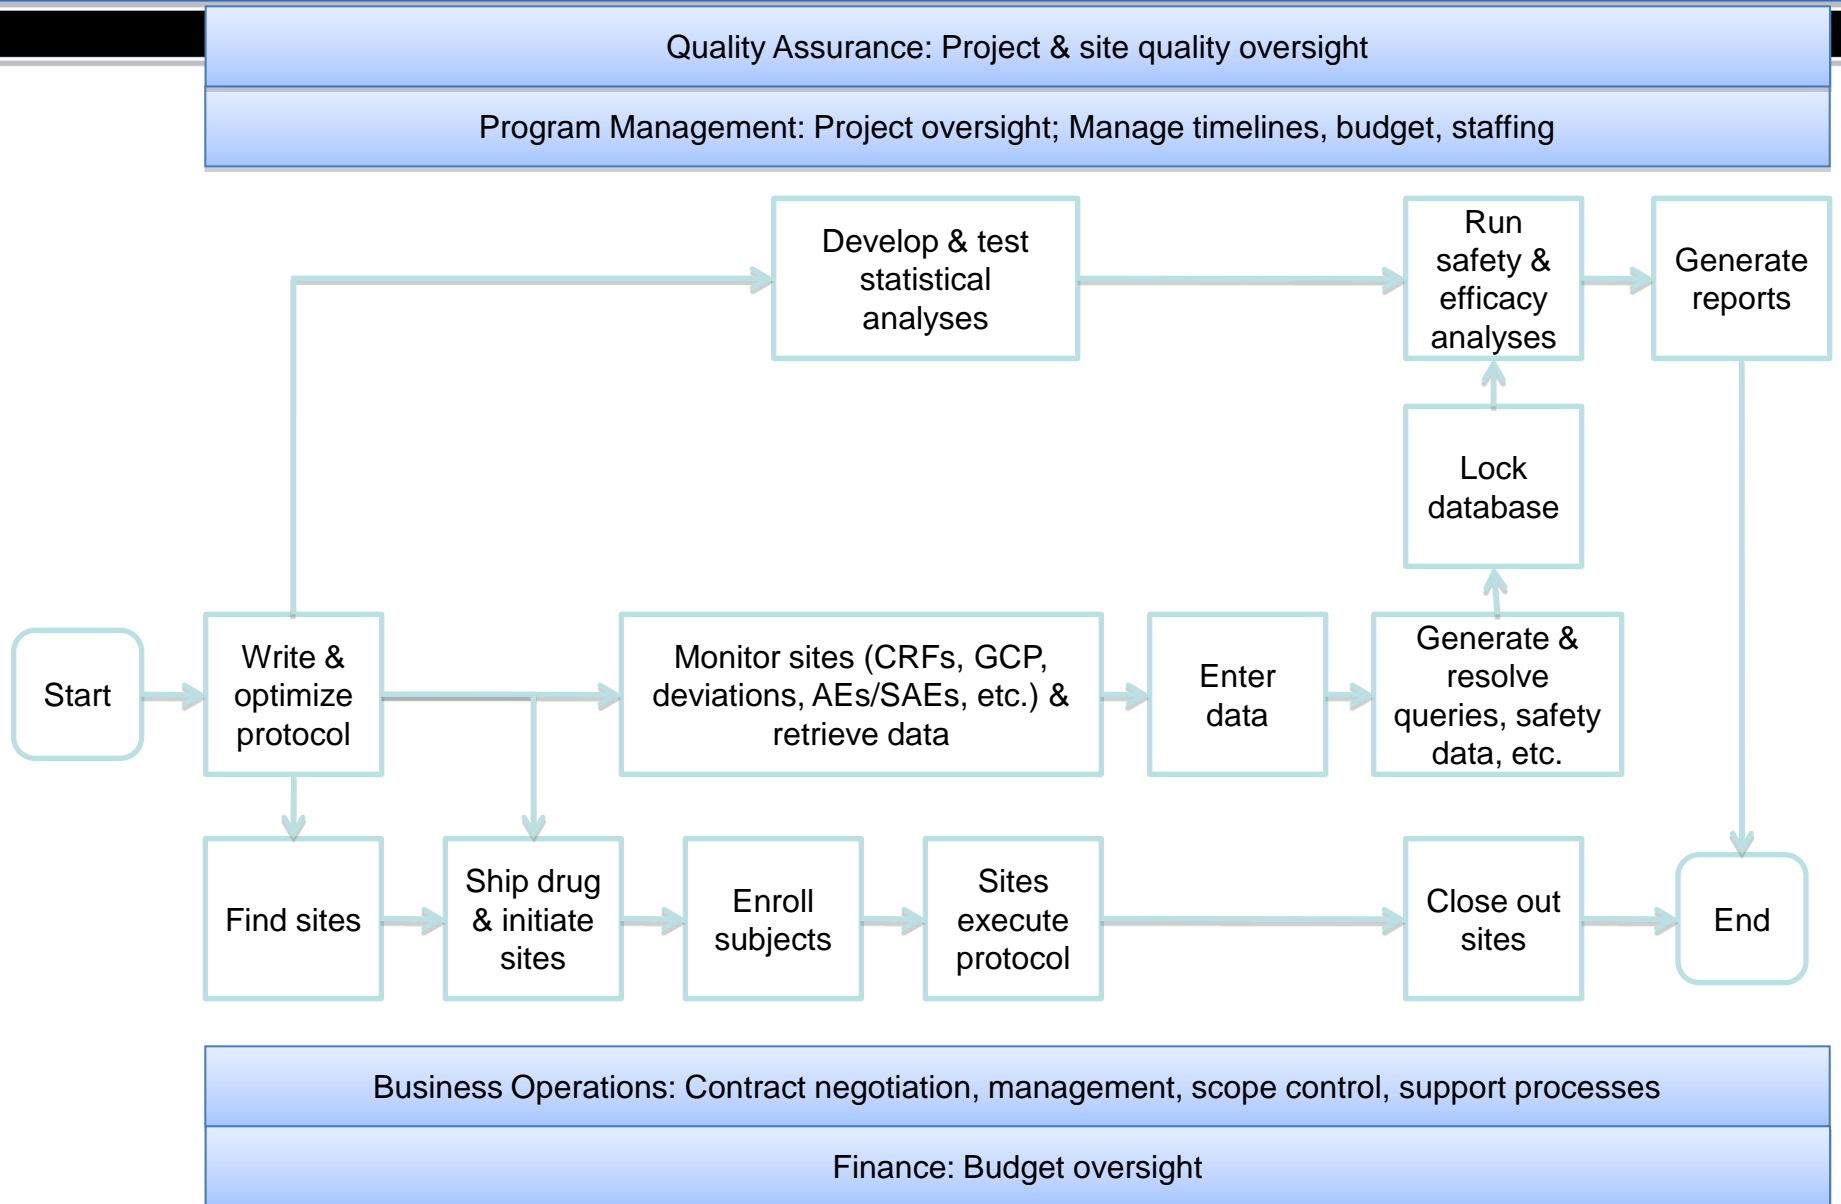 Quality Assurance: Project & site quality oversight
Program Management: Project oversight; Manage timelines, budget, staffing
Develop & test
statistical
analyses
Run
safety &
efficacy
analyses
Generate
reports
Lock
database
Start
Write &
optimize
protocol
Monitor sites (CRFs, GCP,
deviations, AEs/SAEs, etc.) &
retrieve data
Enter
data
Generate &
resolve
queries, safety
data, etc.
Find sites
Ship drug
& initiate
sites
Enroll
subjects
Sites
execute
protocol
Close out
sites
End
Business Operations: Contract negotiation, management, scope control, support processes
Finance: Budget oversight